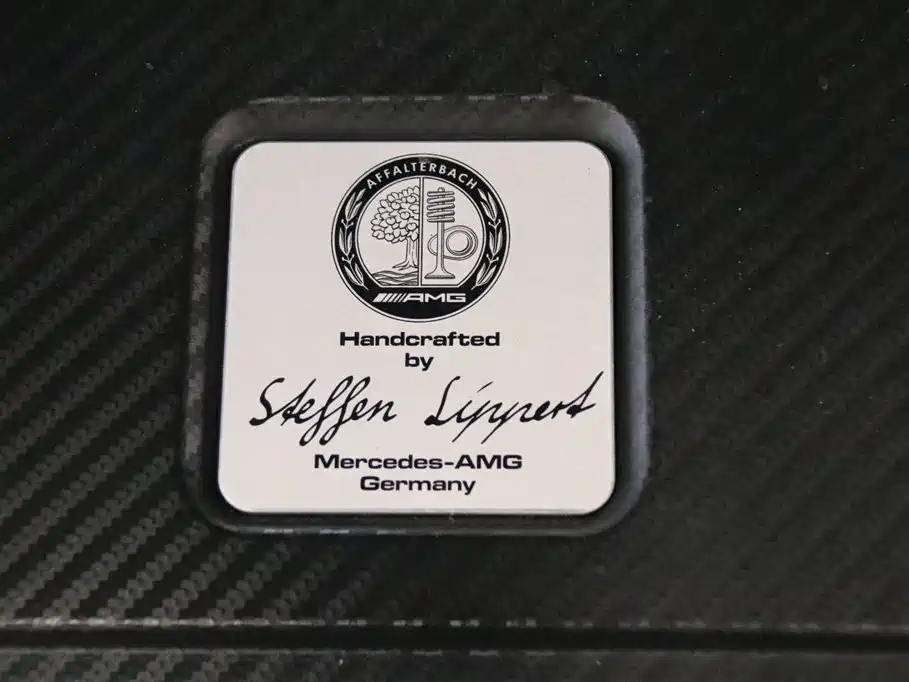 AFFALTERBACH
AMG
Handcrafted
by
Steffen Lippert
Mercedes-AMG
Germany